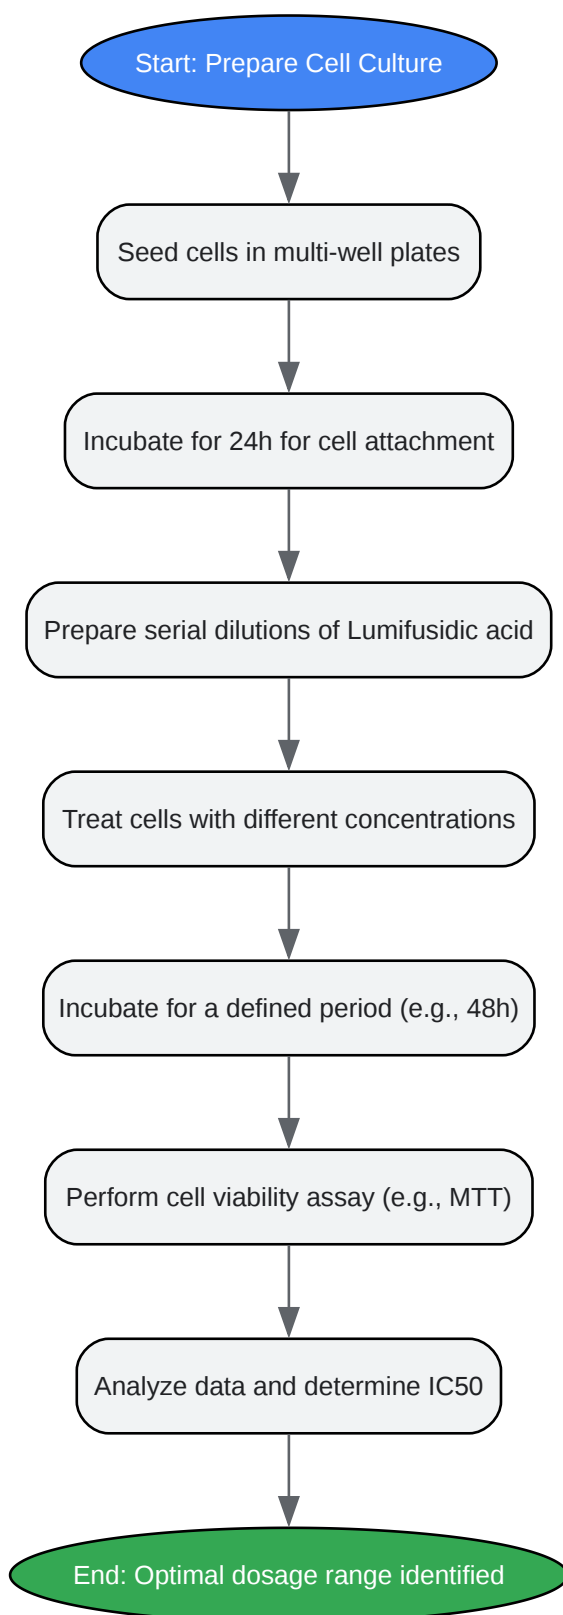 Start: Prepare Cell Culture
Seed cells in multi-well plates
Incubate for 24h for cell attachment
Prepare serial dilutions of Lumifusidic acid
Treat cells with different concentrations
Incubate for a defined period (e.g., 48h)
Perform cell viability assay (e.g., MTT)
Analyze data and determine IC50
End: Optimal dosage range identified